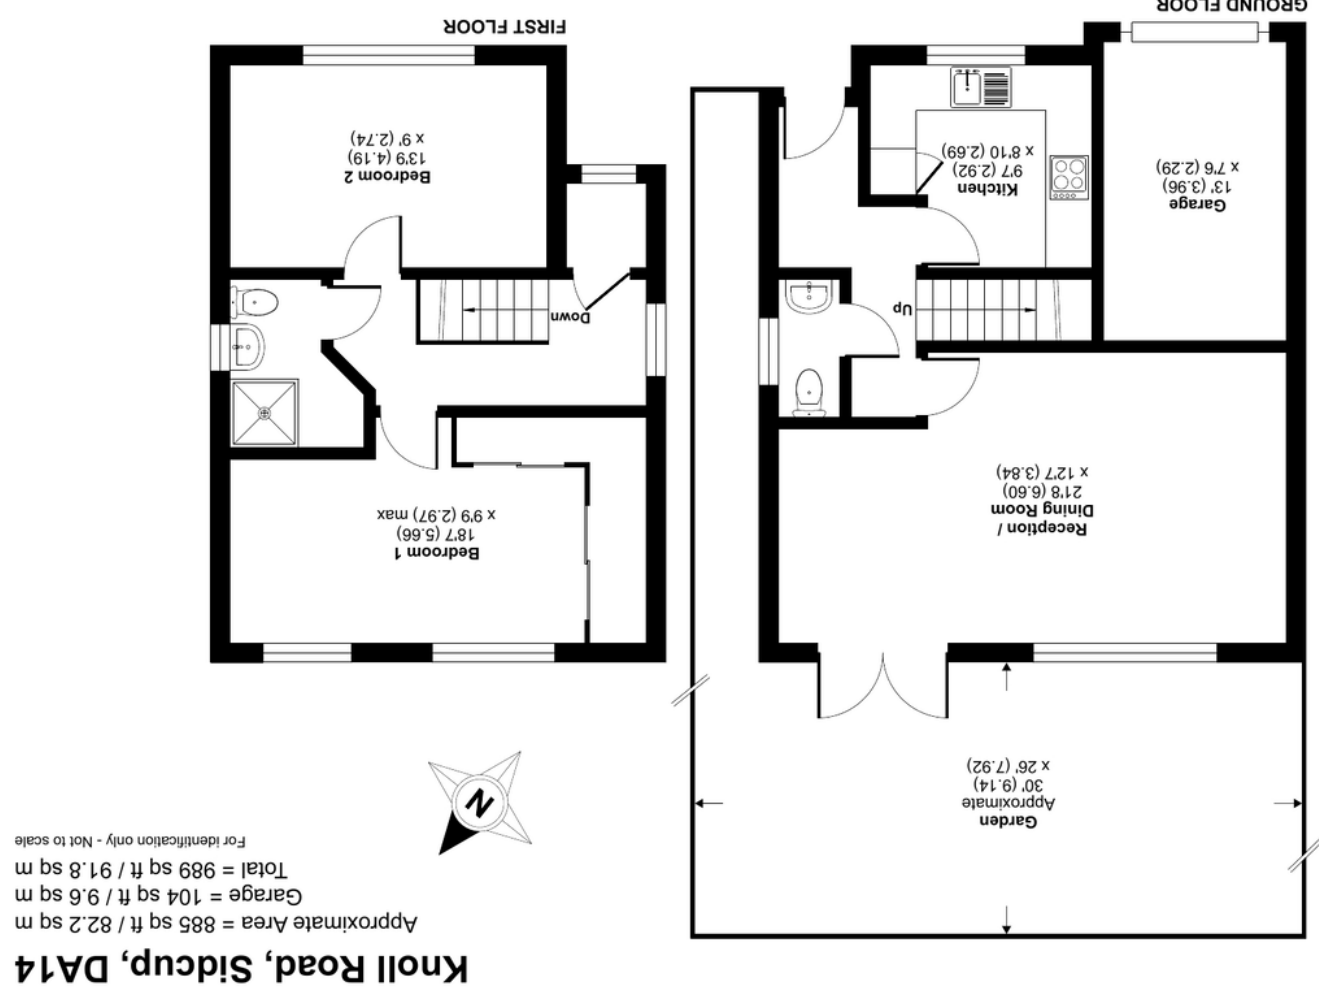 Knoll Road, Sidcup, DA14
Approximate Area = 885 sq ft / 82.2 sq m
Garage = 104 sq ft / 9.6 sq m
Total = 989 sq ft / 91.8 sq m
For identification only - Not to scale
N
Garden
Approximate
30' (9.14)
x 26' (7.92)
Reception /
Dining Room
21'8 (6.60)
x 12'7 (3.84)
Up
Kitchen
9'7 (2.92)
x 8'10 (2.69)
Garage
13' (3.96)
x 7'6 (2.29)
GROUND FLOOR
Bedroom 1
18'7 (5.66)
x 9'9 (2.97) max
Down
Bedroom 2
13'9 (4.19)
x 9' (2.74)
FIRST FLOOR